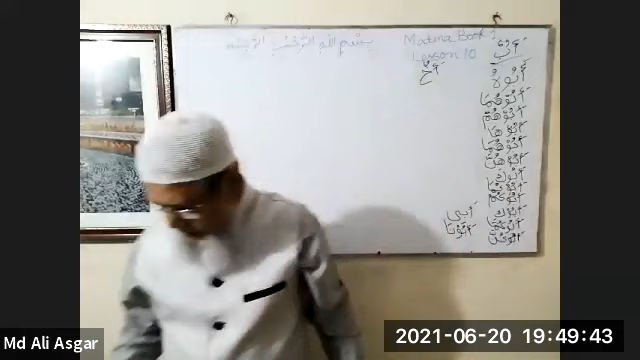 بِسْمِ اللهِ الرَّحْمٰنِ الرَّحِيْمِ
Madina Book 1
Lesson 10
أَبٌ
أَخٌ
أَبُوْهُ
أَبُوْهُمَا
أَبُوْهُمْ
أَبُوْهَا
أَبُوْهُمَا
أَبُوْهُنَّ
أَبُوْكَ
أَبُوْكُمَا
أَبُوْكُمْ
أَبُوْكِ
أَبُوْكُمَا
أَبُوْكُنَّ
أَبِي
أَبُوْنَا
Md Ali Asgar
2021-06-20 19:49:43